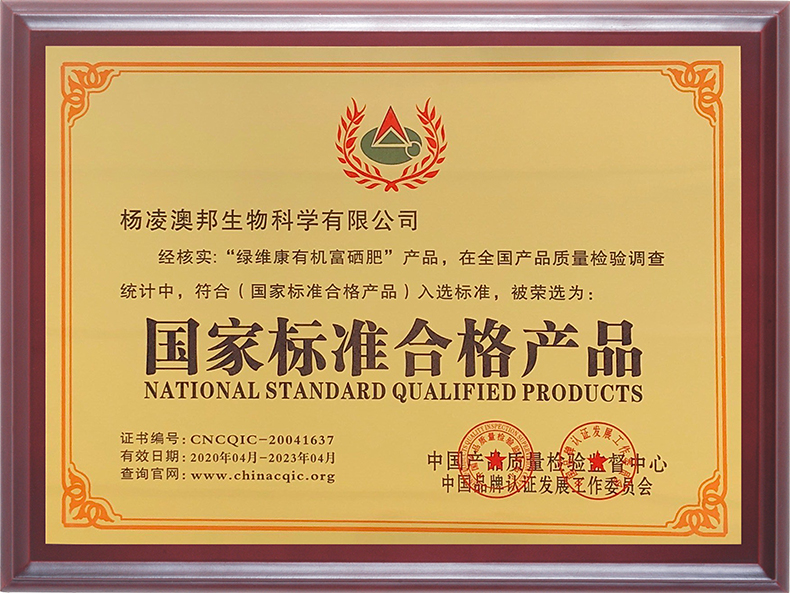 杨凌澳邦生物科学有限公司
经核实：“绿维康有机富硒肥”产品，在全国产品质量检验调查
统计中，符合（国家标准合格产品）入选标准，被荣选为：
国家标准合格产品
NATIONAL STANDARD QUALIFIED PRODUCTS
证书编号：CNCQIC-20041637
有效日期：2020年04月-2023年04月
查询官网：www.chinacqic.org
中国产品质量检验监督中心
中国品牌认证发展工作委员会